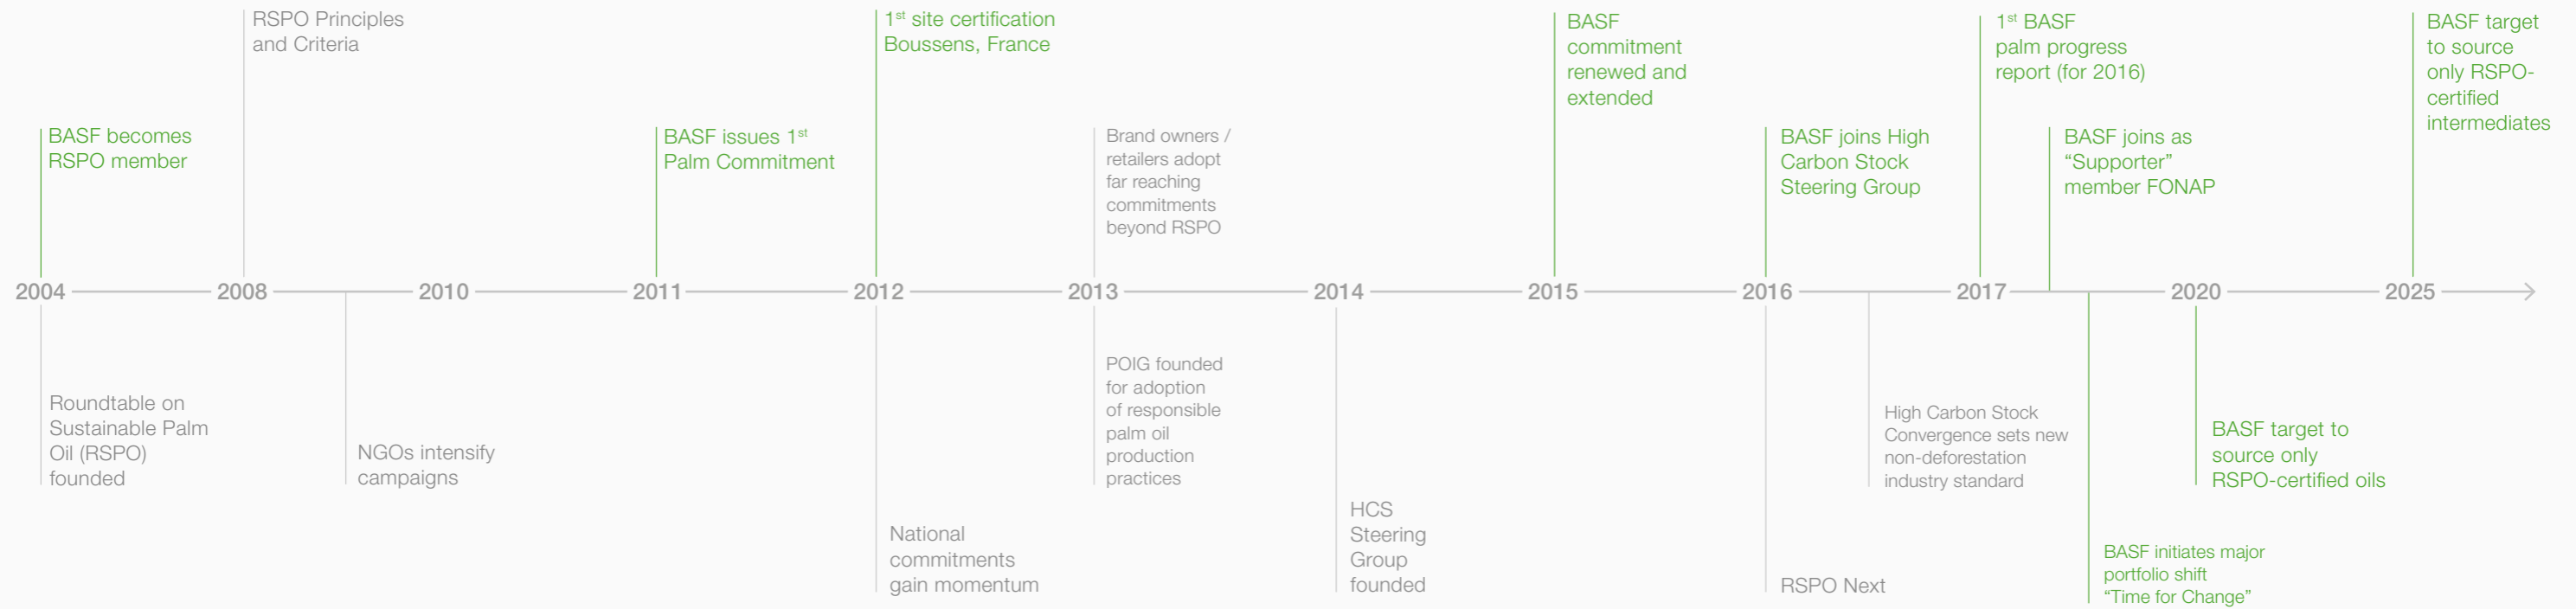 RSPO Principles
and Criteria
1st site certification
Boussens, France
BASF
commitment
renewed and
extended
1st BASF
palm progress
report (for 2016)
BASF target
to source
only RSPO-
certified
intermediates
BASF becomes
RSPO member
BASF issues 1st
Palm Commitment
Brand owners /
retailers adopt
far reaching
commitments
beyond RSPO
BASF joins High
Carbon Stock
Steering Group
BASF joins as
“Supporter”
member FONAP
2004 2008 2010 2011 2012 2013 2014 2015 2016 2017 2020 2025
Roundtable on
Sustainable Palm
Oil (RSPO)
founded
NGOs intensify
campaigns
National
commitments
gain momentum
POIG founded
for adoption
of responsible
palm oil
production
practices
HCS
Steering
Group
founded
RSPO Next
High Carbon Stock
Convergence sets new
non-deforestation
industry standard
BASF initiates major
portfolio shift
“Time for Change”
BASF target to
source only
RSPO-certified oils